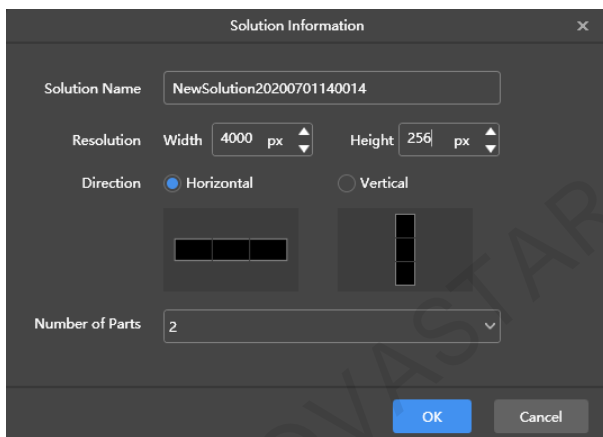 Solution Information
Solution Name NewSolution20200701140014
Resolution Width 4000 px Height 256 px
Direction Horizontal Vertical
Number of Parts 2
OK Cancel
OVASTAR